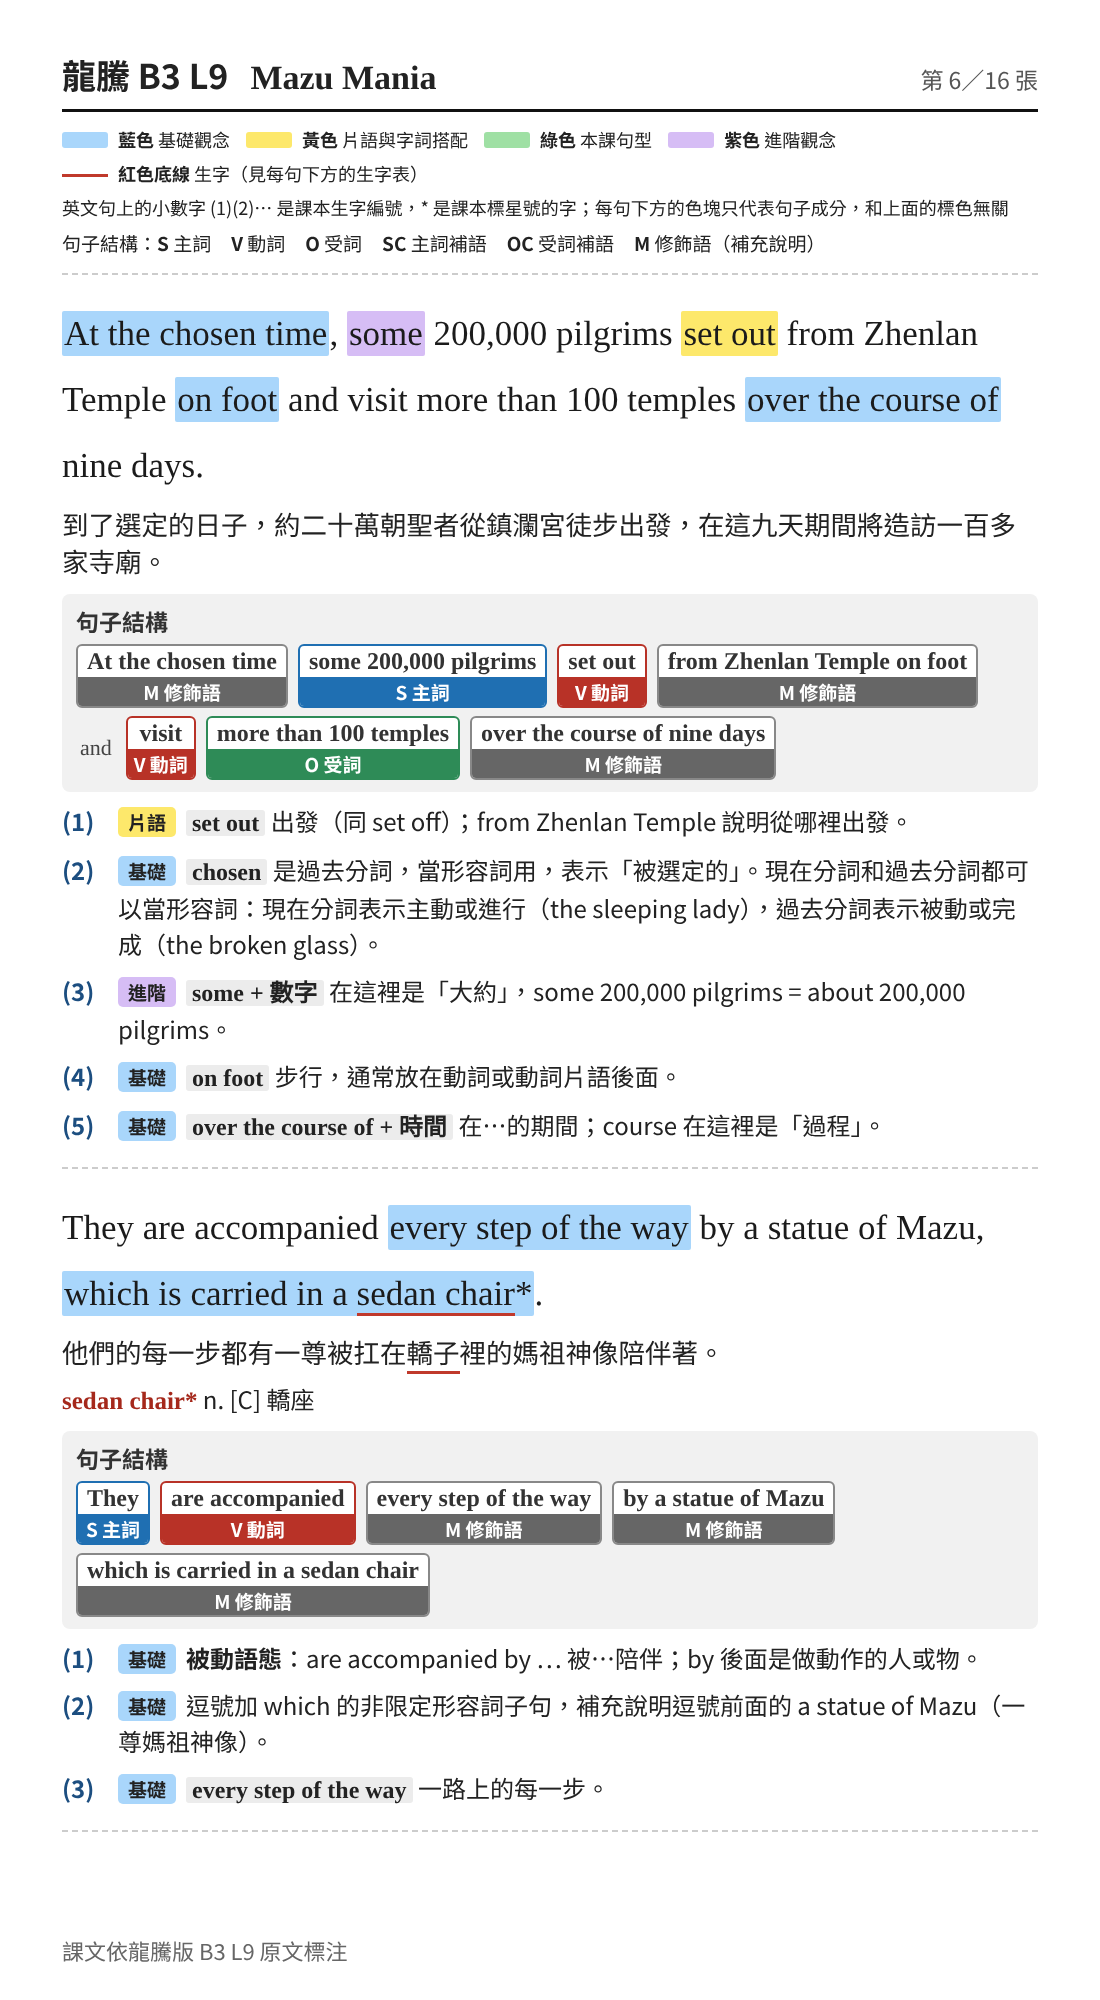 龍騰 B3 L9 Mazu Mania
第 6／16 張
藍色 基礎觀念 黃色 片語與字詞搭配 綠色 本課句型 紫色 進階觀念
紅色底線 生字（見每句下方的生字表）
英文句上的小數字 (1)(2)… 是課本生字編號，* 是課本標星號的字；每句下方的色塊只代表句子成分，和上面的標色無關
句子結構：S 主詞 V 動詞 O 受詞 SC 主詞補語 OC 受詞補語 M 修飾語（補充說明）
At the chosen time, some 200,000 pilgrims set out from Zhenlan
Temple on foot and visit more than 100 temples over the course of
nine days.
到了選定的日子，約二十萬朝聖者從鎮瀾宮徒步出發，在這九天期間將造訪一百多
家寺廟。
句子結構
At the chosen time some 200,000 pilgrims set out from Zhenlan Temple on foot
M 修飾語 S 主詞 V 動詞 M 修飾語
and visit more than 100 temples over the course of nine days
V 動詞 O 受詞 M 修飾語
(1) 片語 set out 出發（同 set off）；from Zhenlan Temple 說明從哪裡出發。
(2) 基礎 chosen 是過去分詞，當形容詞用，表示「被選定的」。現在分詞和過去分詞都可
以當形容詞：現在分詞表示主動或進行（the sleeping lady），過去分詞表示被動或完
成（the broken glass）。
(3) 進階 some + 數字 在這裡是「大約」，some 200,000 pilgrims = about 200,000
pilgrims。
(4) 基礎 on foot 步行，通常放在動詞或動詞片語後面。
(5) 基礎 over the course of + 時間 在…的期間；course 在這裡是「過程」。
They are accompanied every step of the way by a statue of Mazu,
which is carried in a sedan chair*.
他們的每一步都有一尊被扛在轎子裡的媽祖神像陪伴著。
sedan chair* n. [C] 轎座
句子結構
They are accompanied every step of the way by a statue of Mazu
S 主詞 V 動詞 M 修飾語 M 修飾語
which is carried in a sedan chair
M 修飾語
(1) 基礎 被動語態：are accompanied by … 被…陪伴；by 後面是做動作的人或物。
(2) 基礎 逗號加 which 的非限定形容詞子句，補充說明逗號前面的 a statue of Mazu（一
尊媽祖神像）。
(3) 基礎 every step of the way 一路上的每一步。
課文依龍騰版 B3 L9 原文標注